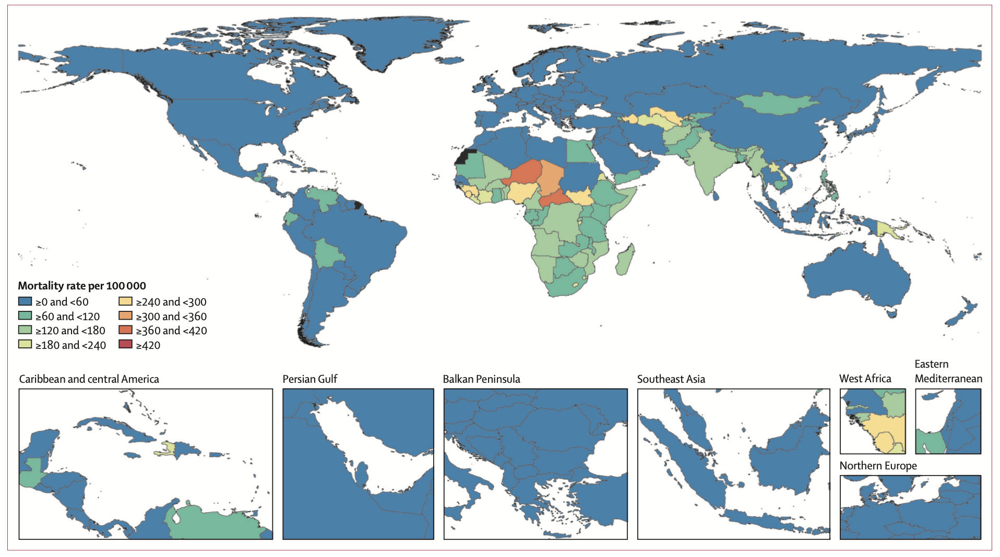 Mortality rate per 100 000
≥0 and <60
≥60 and <120
≥120 and <180
≥180 and <240
≥240 and <300
≥300 and <360
≥360 and <420
≥420
Caribbean and central America
Persian Gulf
Balkan Peninsula
Southeast Asia
West Africa
Eastern
Mediterranean
Northern Europe